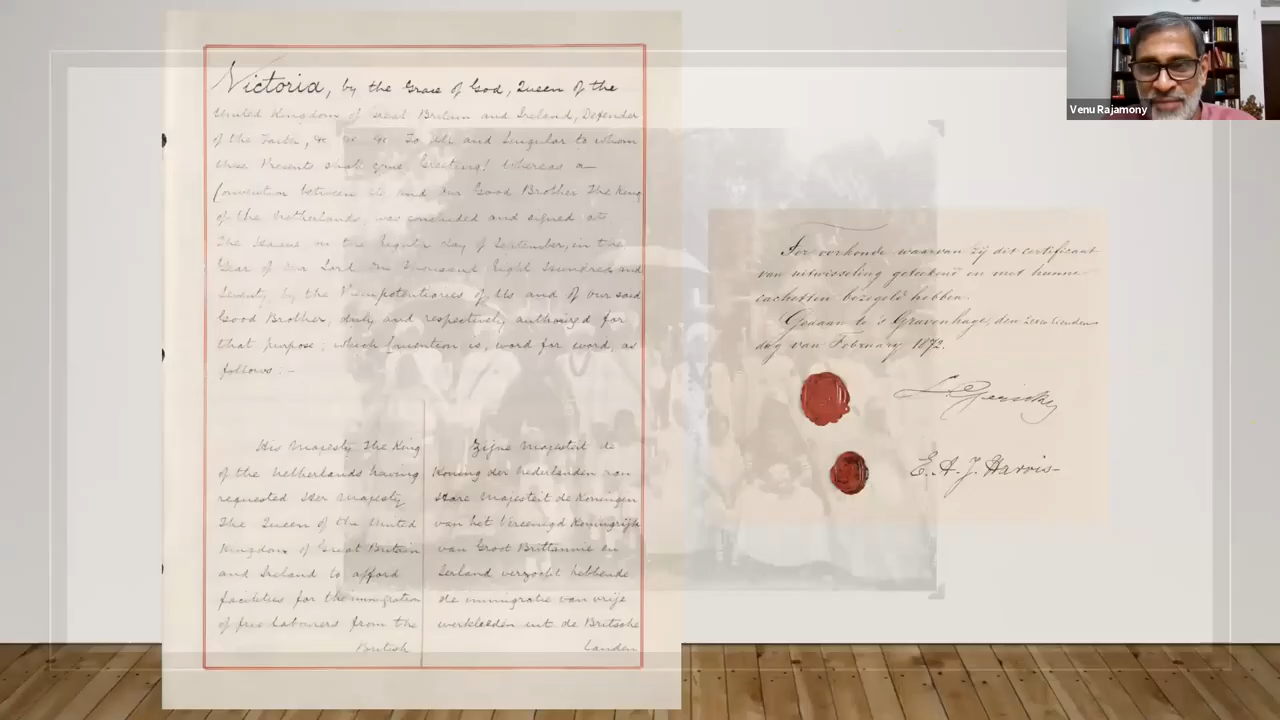 Victoria, by the Grace of God, Queen of the
United Kingdom of Great Britain and Ireland, Defender
of the Faith, &c &c &c To All and Singular to whom
these Presents shall come, Greeting! Whereas a
Convention between Us and Our Good Brother The King
of the Netherlands, was concluded and signed at
The Hague on the Eighth day of September, in the
Year of Our Lord One Thousand Eight Hundred and
Seventy, by the Plenipotentiaries of Us and of Our said
Good Brother, duly and respectively authorized for
that purpose; which Convention is, word for word, as
follows:-
His Majesty The King
of the Netherlands having
requested Her Majesty
The Queen of the United
Kingdom of Great Britain
and Ireland to afford
facilities for the immigration
of free labourers from the
British
Zijne Majesteit de
Koning der Nederlanden aan
Hare Majesteit de Koningin
van het Vereenigd Koningrijk
van Groot Brittannie en
Ierland verzocht hebbende
de immigratie van vrije
werklieden uit de Britsche
Landen
Ter oorkonde waarvan zij dit certificaat
van uitwisseling geteekend en met hunne
cachetten bezegeld hebben.
Gedaan te 's Gravenhage, den zeventienden
dag van February 1872.
L Gericke
E. A. J. Harris
Venu Rajamony